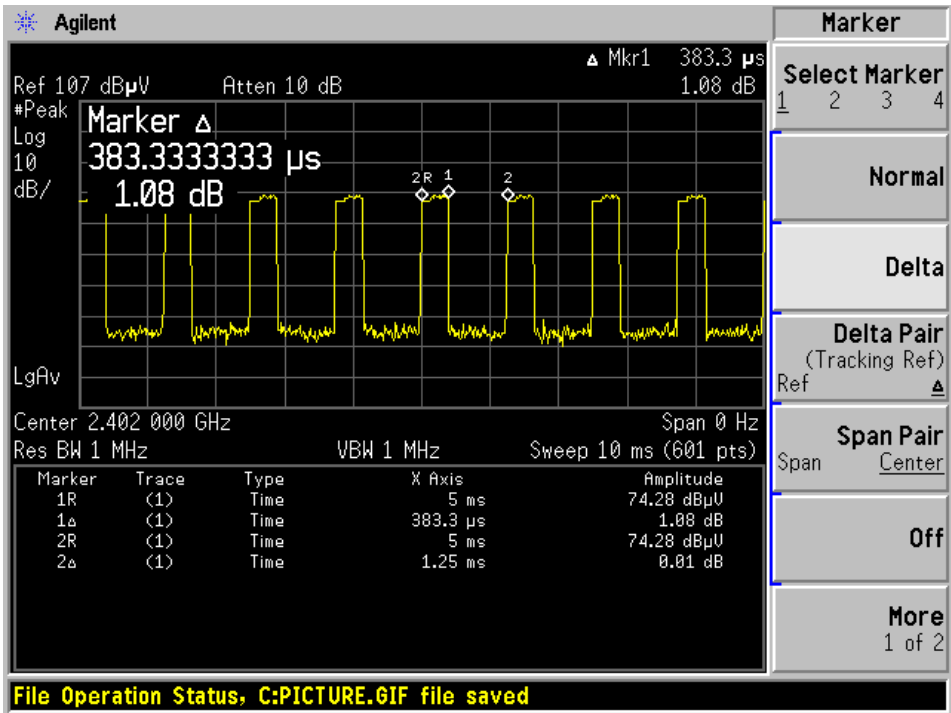 Agilent
Marker
Δ Mkr1 383.3 µs
Ref 107 dBµV Atten 10 dB 1.08 dB
#Peak
Log
10
dB/
Marker Δ
383.3333333 µs
1.08 dB
2R 1 2
LgAv
Center 2.402 000 GHz Span 0 Hz
Res BW 1 MHz VBW 1 MHz Sweep 10 ms (601 pts)
Marker Trace Type X Axis Amplitude
1R (1) Time 5 ms 74.28 dBµV
1Δ (1) Time 383.3 µs 1.08 dB
2R (1) Time 5 ms 74.28 dBµV
2Δ (1) Time 1.25 ms 0.01 dB
Select Marker
1 2 3 4
Normal
Delta
Delta Pair
(Tracking Ref)
Ref Δ
Span Pair
Span Center
Off
More
1 of 2
File Operation Status, C:PICTURE.GIF file saved